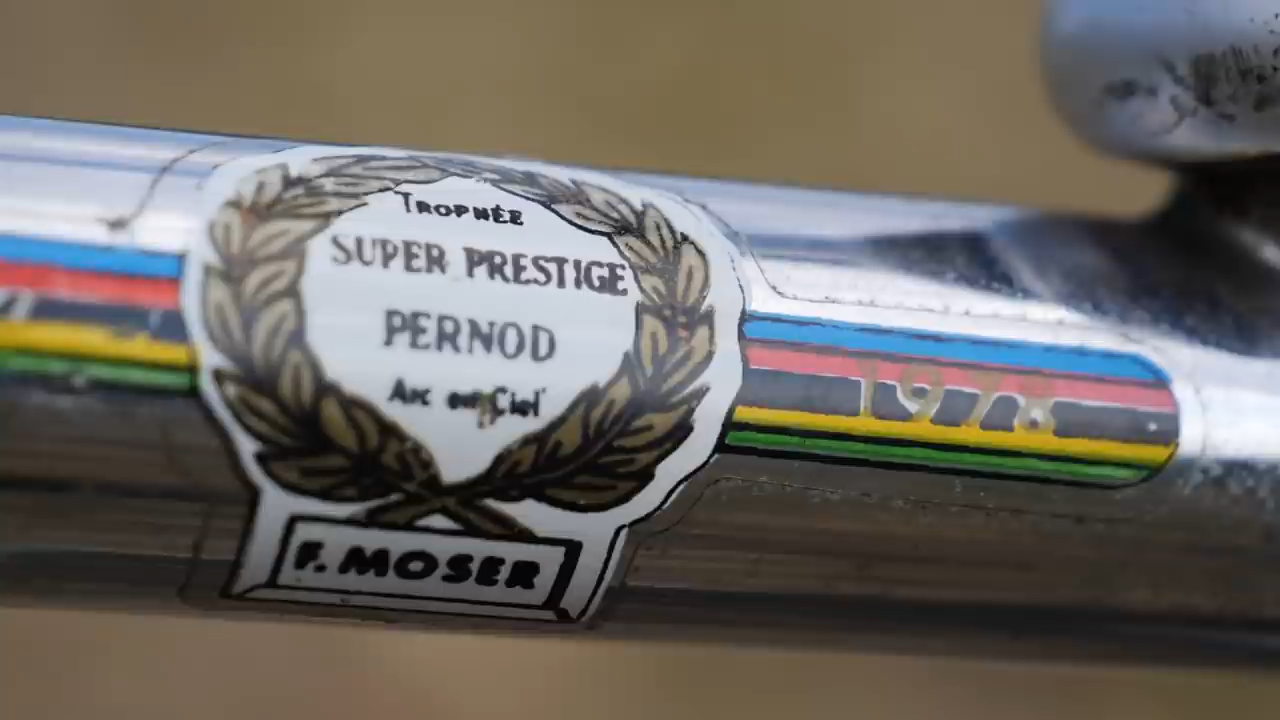 TROPHÉE
SUPER PRESTIGE
PERNOD
Arc en Ciel
F. MOSER
1978